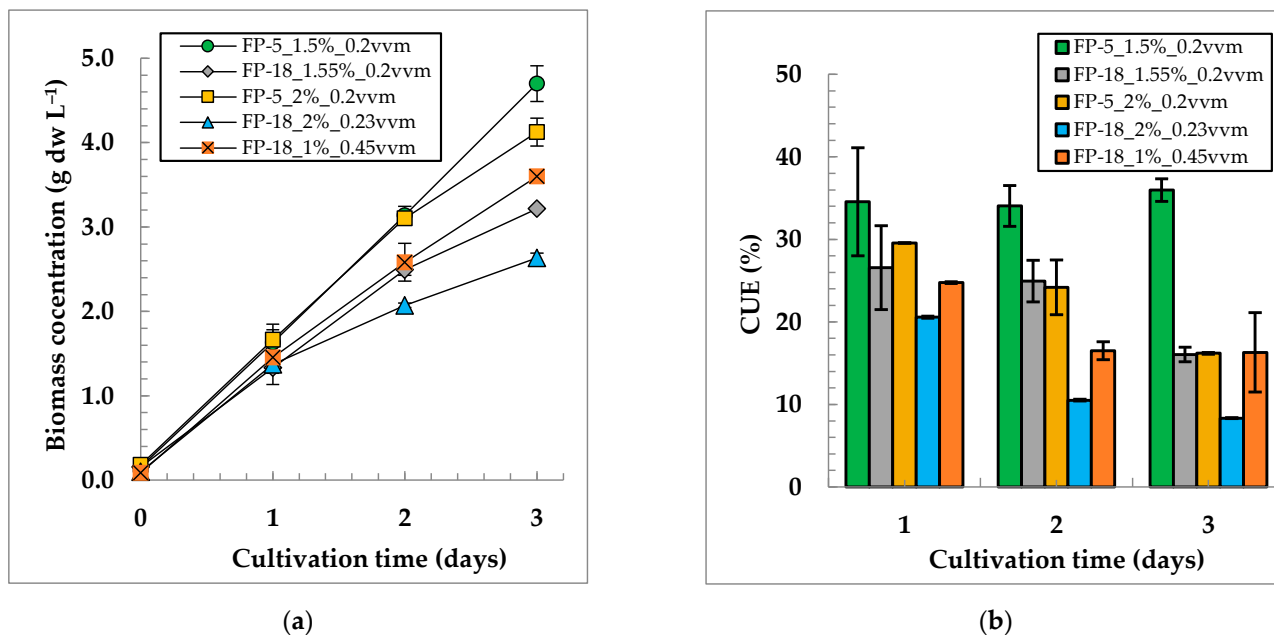 FP-5_1.5%_0.2vvm
FP-18_1.55%_0.2vvm
FP-5_2%_0.2vvm
FP-18_2%_0.23vvm
FP-18_1%_0.45vvm
Biomass cocentration (g dw L⁻¹)
5.0
4.0
3.0
2.0
1.0
0.0
0 1 2 3
Cultivation time (days)
(a)
FP-5_1.5%_0.2vvm
FP-18_1.55%_0.2vvm
FP-5_2%_0.2vvm
FP-18_2%_0.23vvm
FP-18_1%_0.45vvm
CUE (%)
50
40
30
20
10
0
1 2 3
Cultivation time (days)
(b)